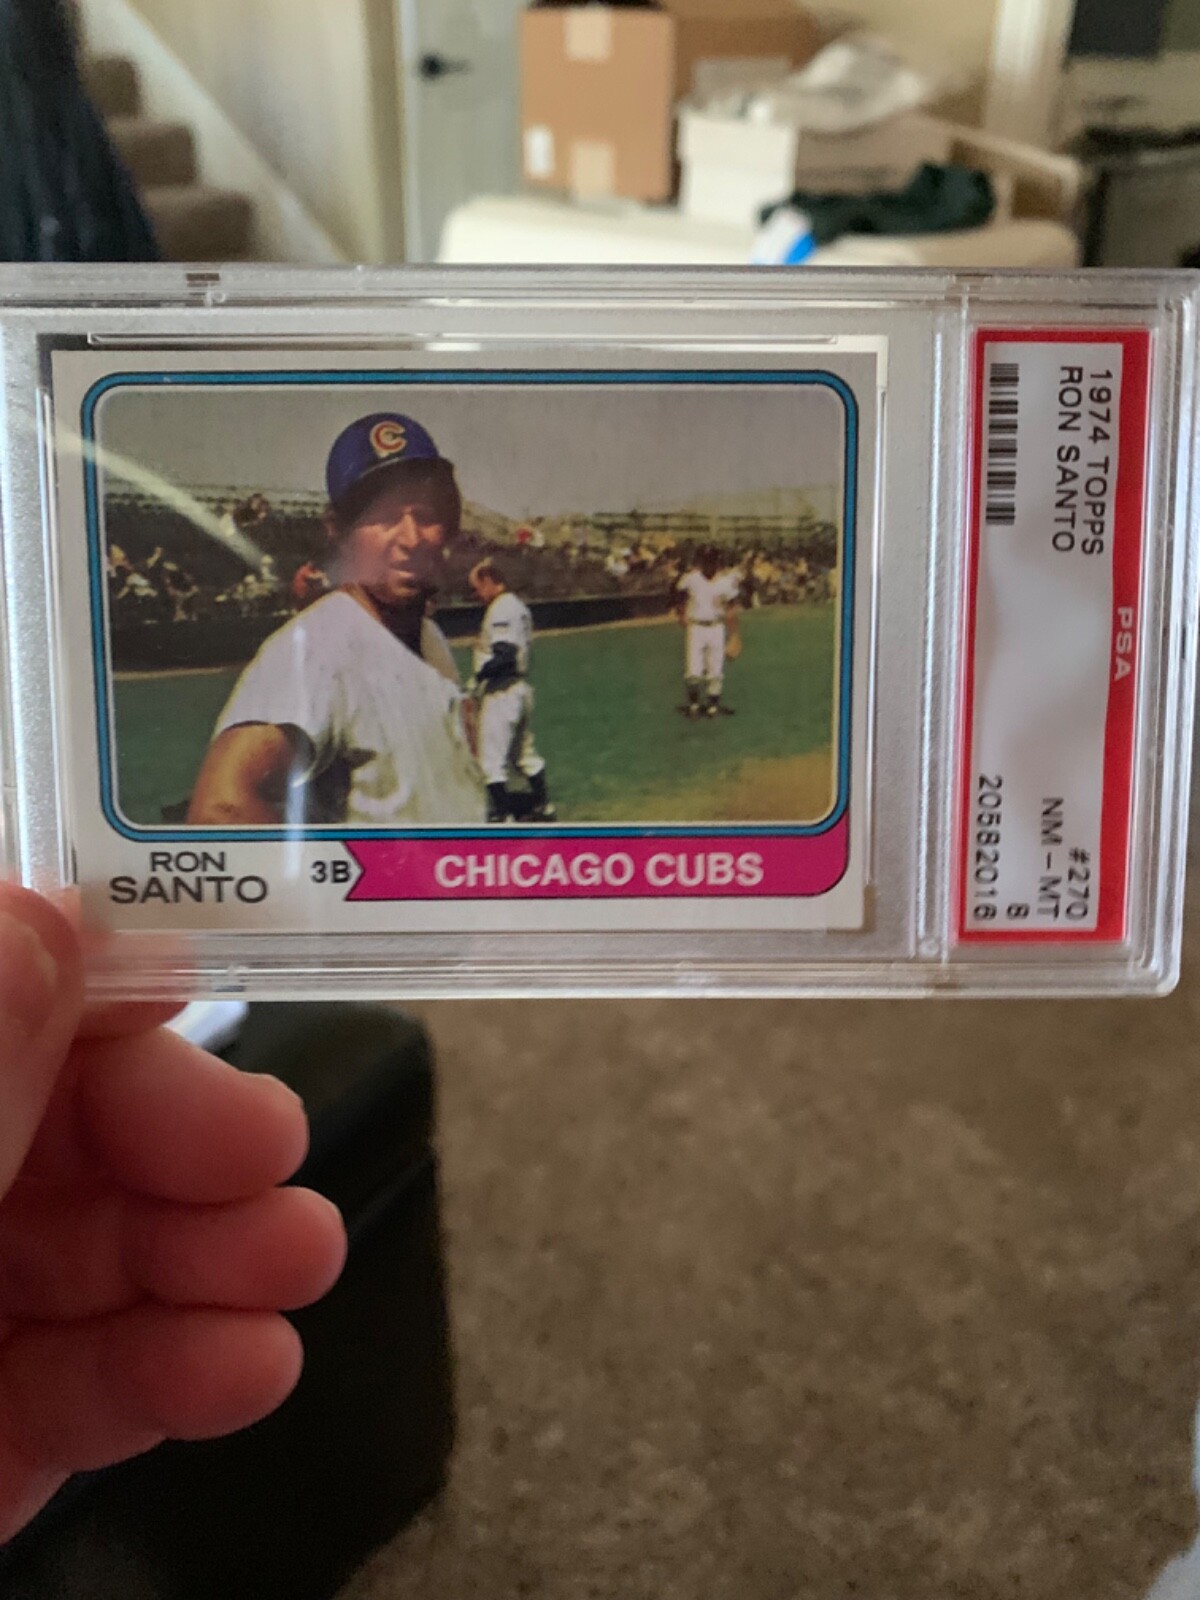 RON
SANTO
3B
CHICAGO CUBS
C
1974 TOPPS
RON SANTO
#270
NM - MT
8
20582016
PSA